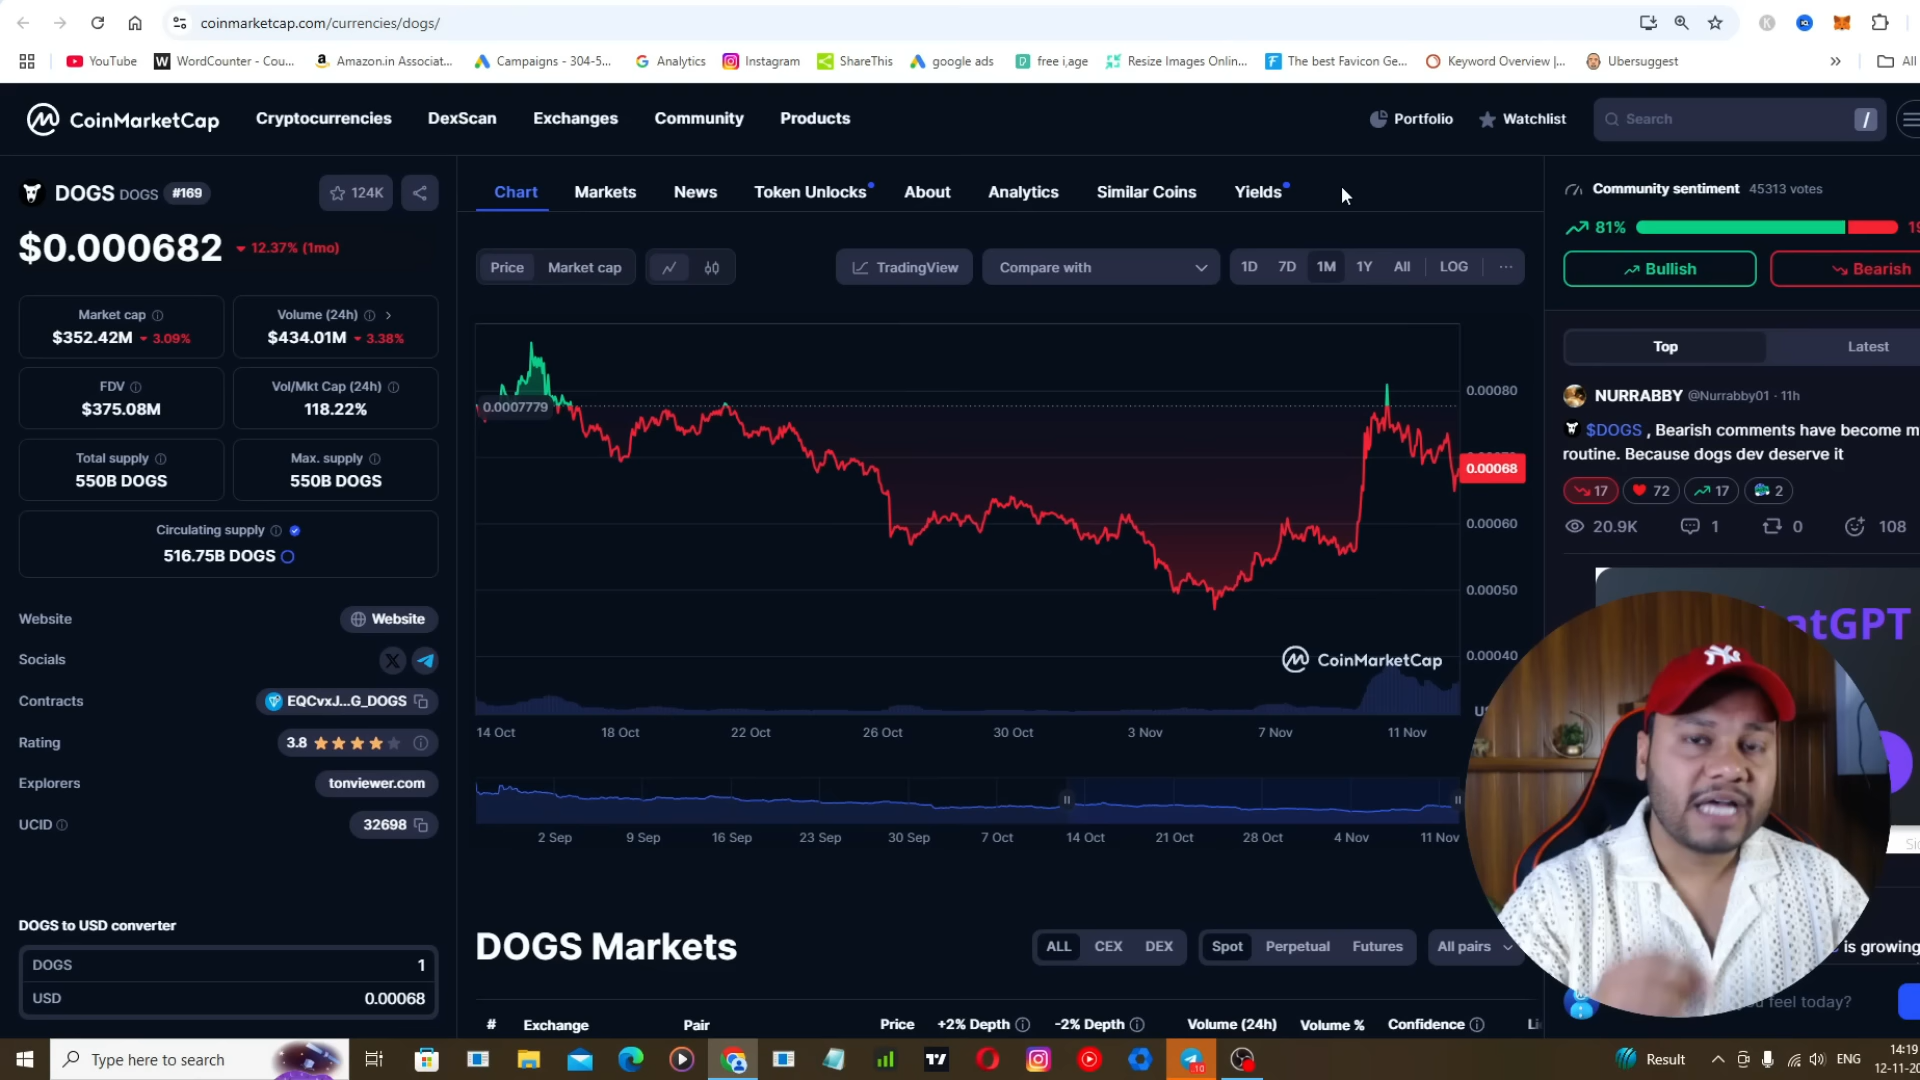 coinmarketcap.com/currencies/dogs/
YouTube
WordCounter - Cou...
Amazon.in Associat...
Campaigns - 304-5...
Analytics
Instagram
ShareThis
google ads
free i,age
Resize Images Onlin...
The best Favicon Ge...
Keyword Overview |...
Ubersuggest
All
CoinMarketCap
Cryptocurrencies
DexScan
Exchanges
Community
Products
Portfolio
Watchlist
Search
/
DOGS DOGS #169
124K
$0.000682
12.37% (1mo)
Market cap
$352.42M 3.09%
Volume (24h)
$434.01M 3.38%
FDV
$375.08M
Vol/Mkt Cap (24h)
118.22%
Total supply
550B DOGS
Max. supply
550B DOGS
Circulating supply
516.75B DOGS
Website
Website
Socials
Contracts
EQCvxJ...G_DOGS
Rating
3.8
Explorers
tonviewer.com
UCID
32698
DOGS to USD converter
DOGS 1
USD 0.00068
Chart
Markets
News
Token Unlocks
About
Analytics
Similar Coins
Yields
Price
Market cap
TradingView
Compare with
1D 7D 1M 1Y All LOG
0.0007779
0.00080
0.00068
0.00060
0.00050
0.00040
CoinMarketCap
14 Oct 18 Oct 22 Oct 26 Oct 30 Oct 3 Nov 7 Nov 11 Nov
2 Sep 9 Sep 16 Sep 23 Sep 30 Sep 7 Oct 14 Oct 21 Oct 28 Oct 4 Nov 11 Nov
DOGS Markets
ALL CEX DEX
Spot Perpetual Futures
All pairs
# Exchange Pair Price +2% Depth -2% Depth Volume (24h) Volume % Confidence
Community sentiment 45313 votes
81%
Bullish
Bearish
Top
Latest
NURRABBY @Nurrabby01 · 11h
$DOGS , Bearish comments have become m
routine. Because dogs dev deserve it
17 72 17 2
20.9K 1 0 108
atGPT
is growing
you feel today?
Type here to search
Result
ENG
14:19
12-11-20